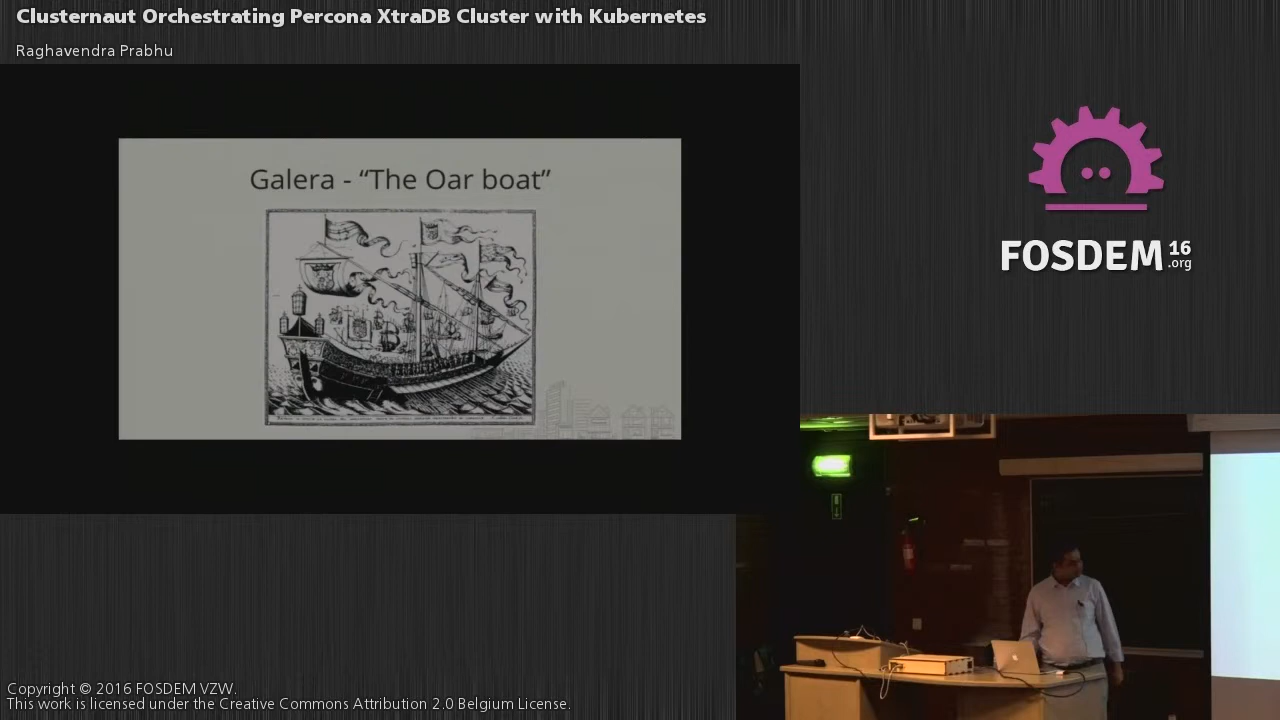 Clusternaut Orchestrating Percona XtraDB Cluster with Kubernetes
Raghavendra Prabhu
Galera - “The Oar boat”
FOSDEM 16
.org
Copyright © 2016 FOSDEM VZW.
This work is licensed under the Creative Commons Attribution 2.0 Belgium License.